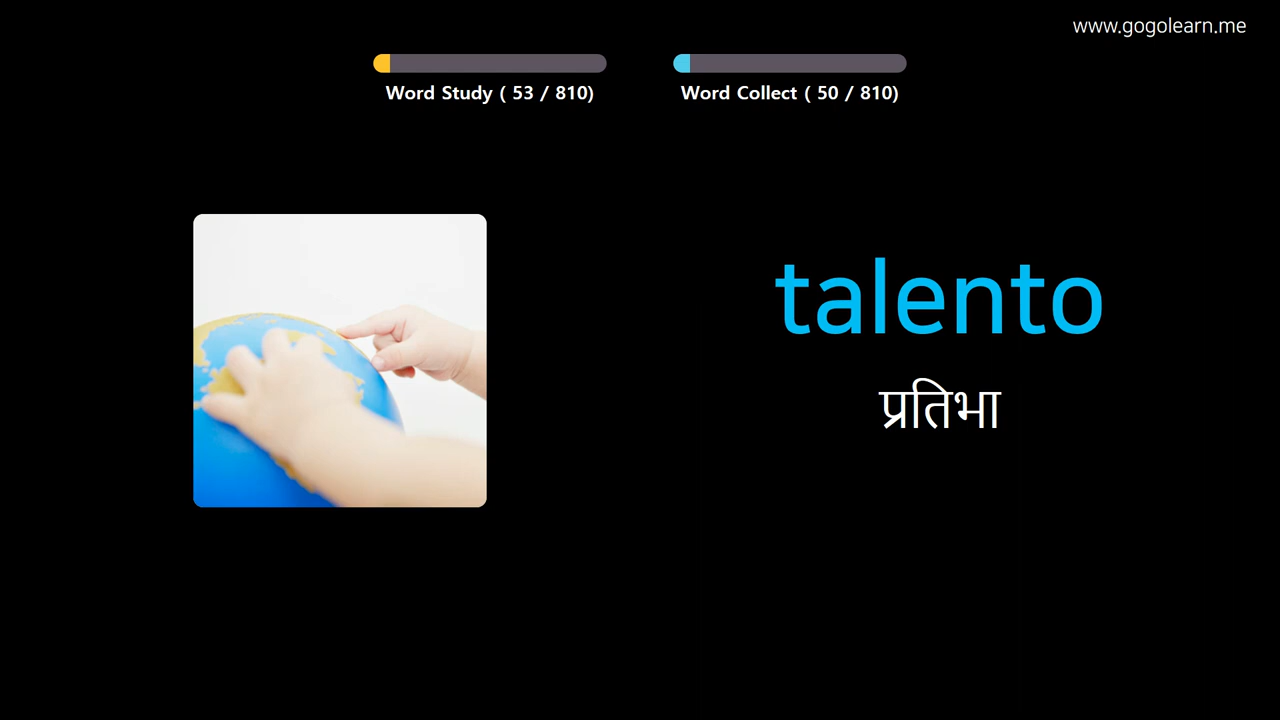 www.gogolearn.me
Word Study ( 53 / 810)
Word Collect ( 50 / 810)
talento
प्रतिभा